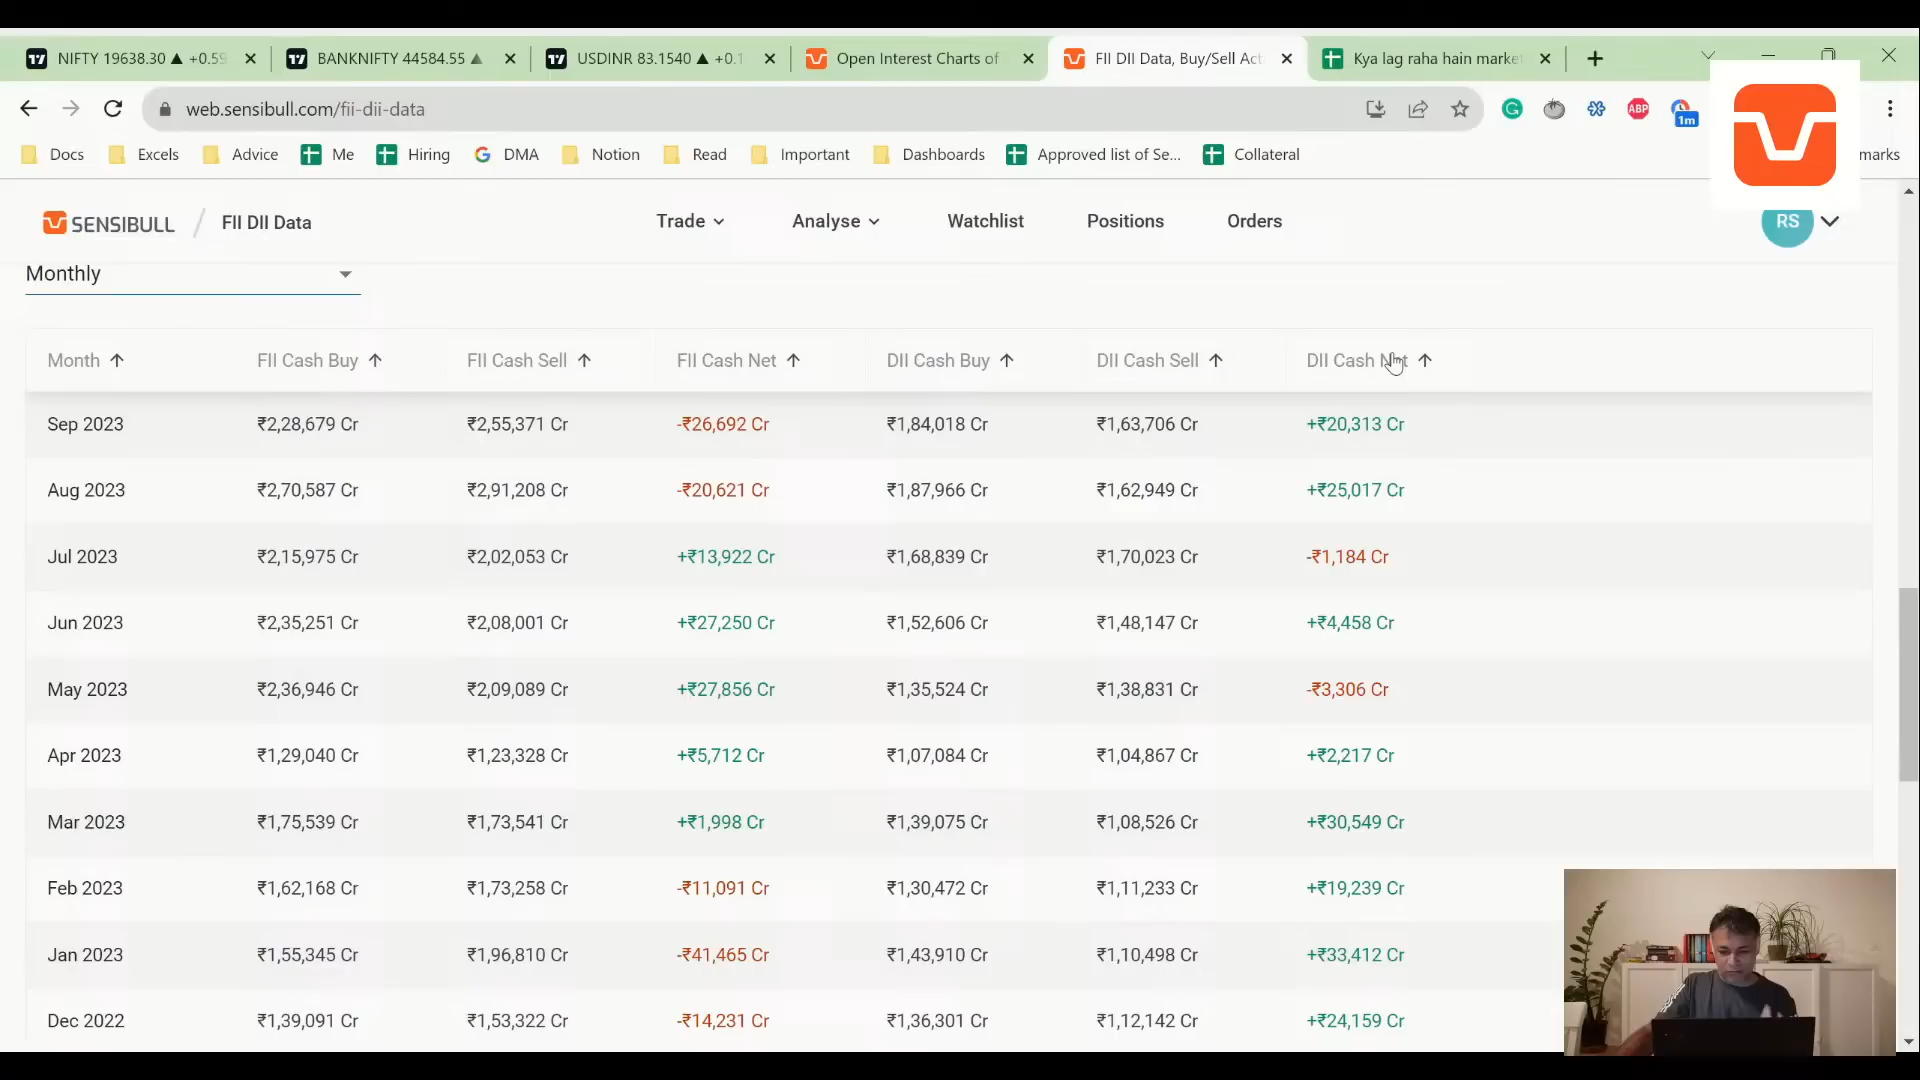 NIFTY 19638.30 ▲ +0.59
BANKNIFTY 44584.55 ▲
USDINR 83.1540 ▲ +0.1
Open Interest Charts of
FII DII Data, Buy/Sell Act
Kya lag raha hain market
web.sensibull.com/fii-dii-data
ABP
1m
Docs
Excels
Advice
Me
Hiring
DMA
Notion
Read
Important
Dashboards
Approved list of Se...
Collateral
marks
SENSIBULL / FII DII Data
Trade
Analyse
Watchlist
Positions
Orders
RS
Monthly
Month ↑ FII Cash Buy ↑ FII Cash Sell ↑ FII Cash Net ↑ DII Cash Buy ↑ DII Cash Sell ↑ DII Cash Net ↑
Sep 2023 ₹2,28,679 Cr ₹2,55,371 Cr -₹26,692 Cr ₹1,84,018 Cr ₹1,63,706 Cr +₹20,313 Cr
Aug 2023 ₹2,70,587 Cr ₹2,91,208 Cr -₹20,621 Cr ₹1,87,966 Cr ₹1,62,949 Cr +₹25,017 Cr
Jul 2023 ₹2,15,975 Cr ₹2,02,053 Cr +₹13,922 Cr ₹1,68,839 Cr ₹1,70,023 Cr -₹1,184 Cr
Jun 2023 ₹2,35,251 Cr ₹2,08,001 Cr +₹27,250 Cr ₹1,52,606 Cr ₹1,48,147 Cr +₹4,458 Cr
May 2023 ₹2,36,946 Cr ₹2,09,089 Cr +₹27,856 Cr ₹1,35,524 Cr ₹1,38,831 Cr -₹3,306 Cr
Apr 2023 ₹1,29,040 Cr ₹1,23,328 Cr +₹5,712 Cr ₹1,07,084 Cr ₹1,04,867 Cr +₹2,217 Cr
Mar 2023 ₹1,75,539 Cr ₹1,73,541 Cr +₹1,998 Cr ₹1,39,075 Cr ₹1,08,526 Cr +₹30,549 Cr
Feb 2023 ₹1,62,168 Cr ₹1,73,258 Cr -₹11,091 Cr ₹1,30,472 Cr ₹1,11,233 Cr +₹19,239 Cr
Jan 2023 ₹1,55,345 Cr ₹1,96,810 Cr -₹41,465 Cr ₹1,43,910 Cr ₹1,10,498 Cr +₹33,412 Cr
Dec 2022 ₹1,39,091 Cr ₹1,53,322 Cr -₹14,231 Cr ₹1,36,301 Cr ₹1,12,142 Cr +₹24,159 Cr